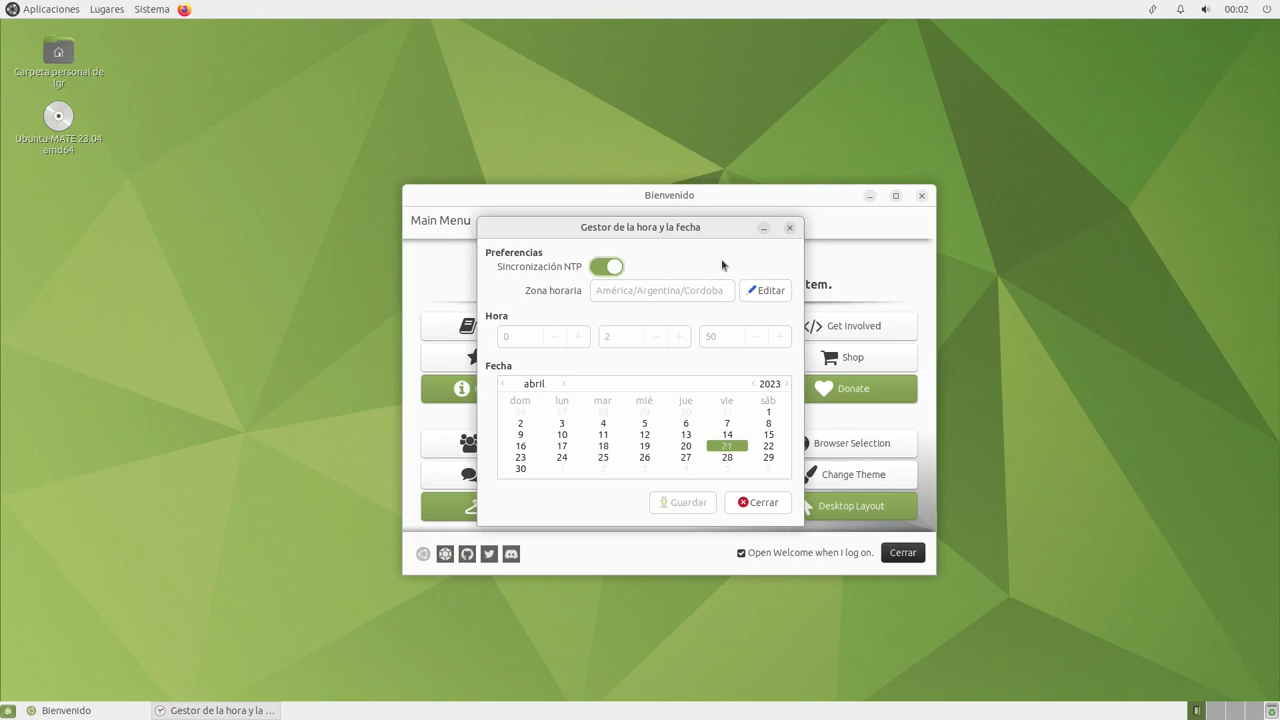 Aplicaciones Lugares Sistema 00:02
Carpeta personal de
lgr
Ubuntu-MATE 23.04
amd64
Bienvenido
Main Menu
Gestor de la hora y la fecha
Preferencias
Sincronización NTP
Zona horaria América/Argentina/Cordoba Editar
Hora
0 − + 2 − + 50 − +
Fecha
‹ abril › ‹ 2023 ›
dom lun mar mié jue vie sáb
26 27 28 29 30 31 1
2 3 4 5 6 7 8
9 10 11 12 13 14 15
16 17 18 19 20 21 22
23 24 25 26 27 28 29
30 1 2 3 4 5 6
Guardar Cerrar
tem.
</> Get Involved
Shop
Donate
Browser Selection
Change Theme
Desktop Layout
Open Welcome when I log on. Cerrar
Bienvenido Gestor de la hora y la ...